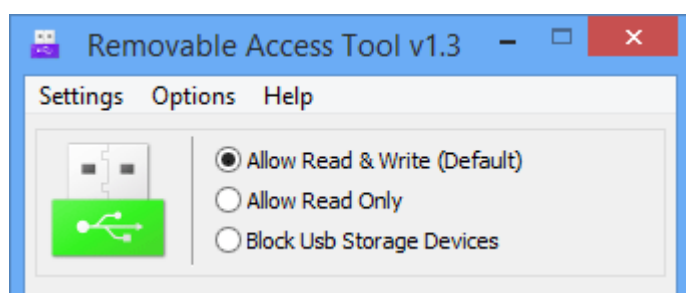 Removable Access Tool v1.3
Settings Options Help
Allow Read & Write (Default)
Allow Read Only
Block Usb Storage Devices